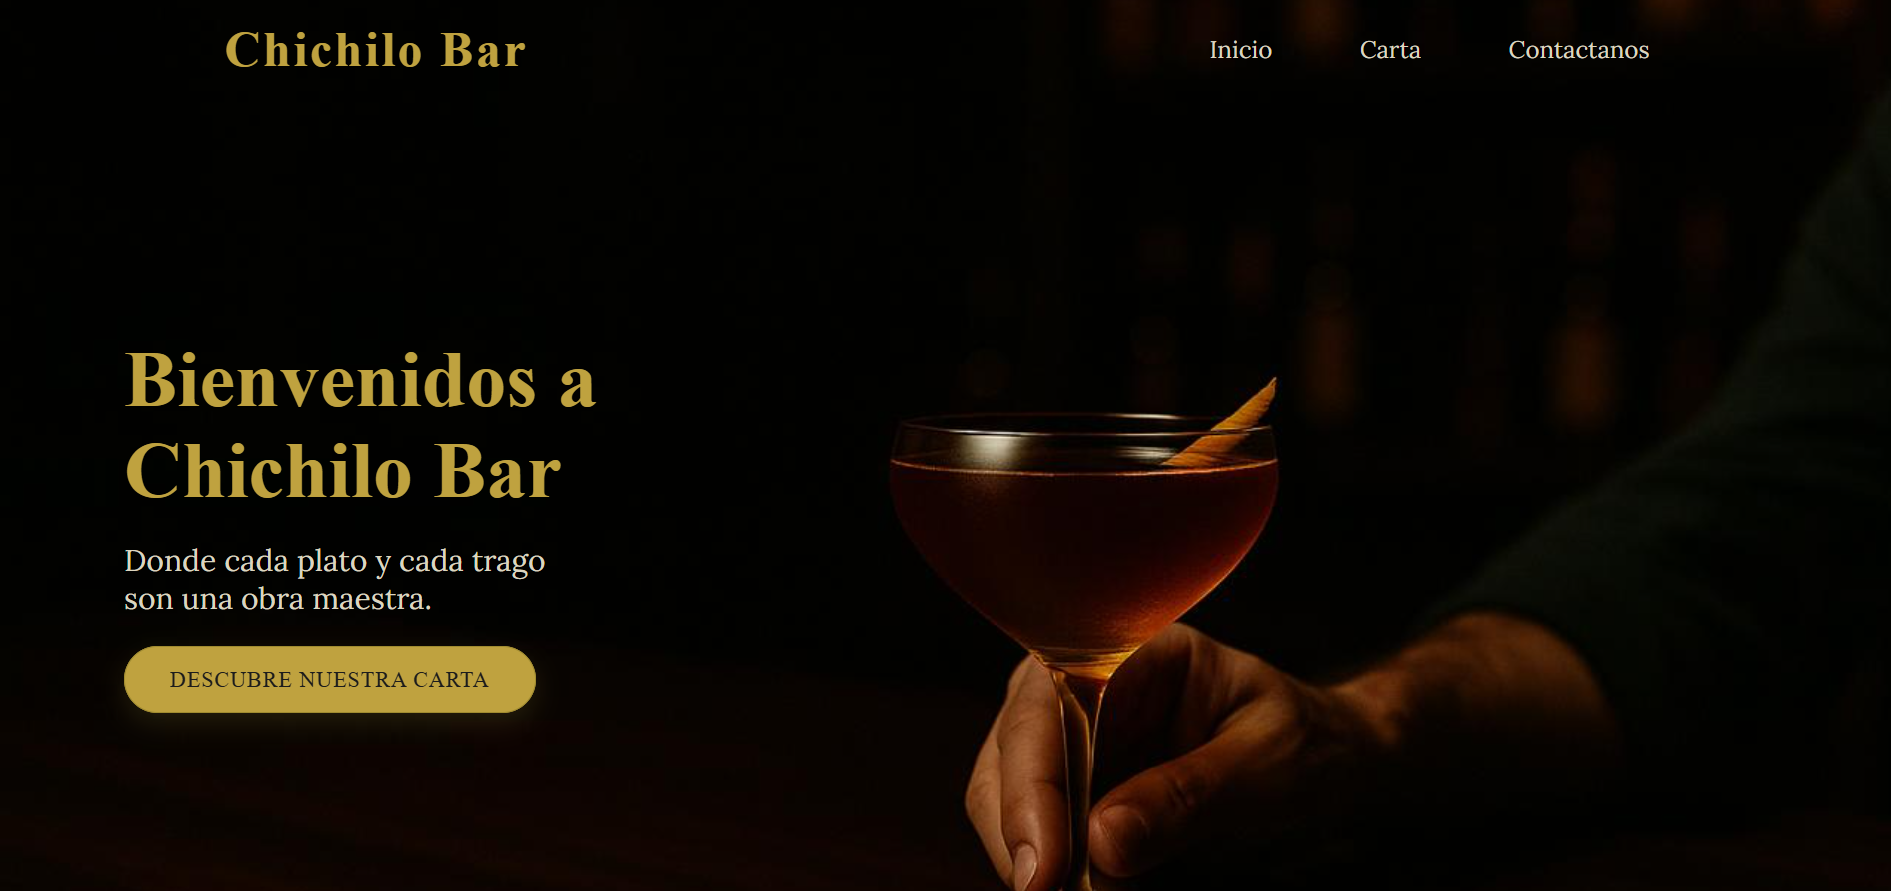 Chichilo Bar
Inicio
Carta
Contactanos
Bienvenidos a
Chichilo Bar
Donde cada plato y cada trago
son una obra maestra.
DESCUBRE NUESTRA CARTA